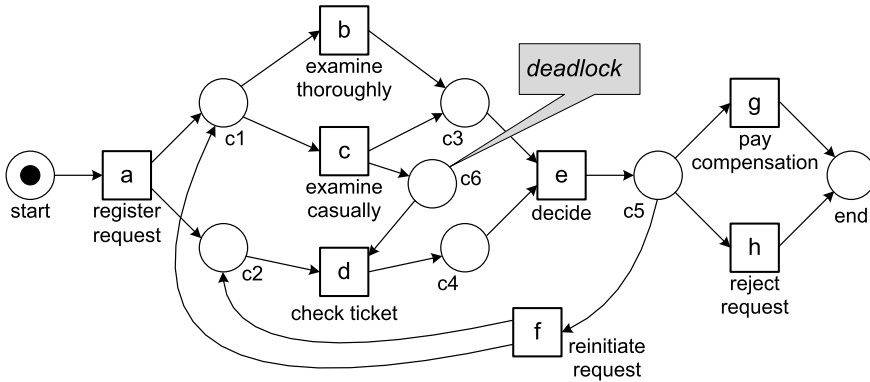 b
examine
thoroughly
deadlock
g
pay
compensation
c1
c3
a
register
request
start
c
examine
casually
c6
e
decide
c5
end
c2
d
check ticket
c4
h
reject
request
f
reinitiate
request